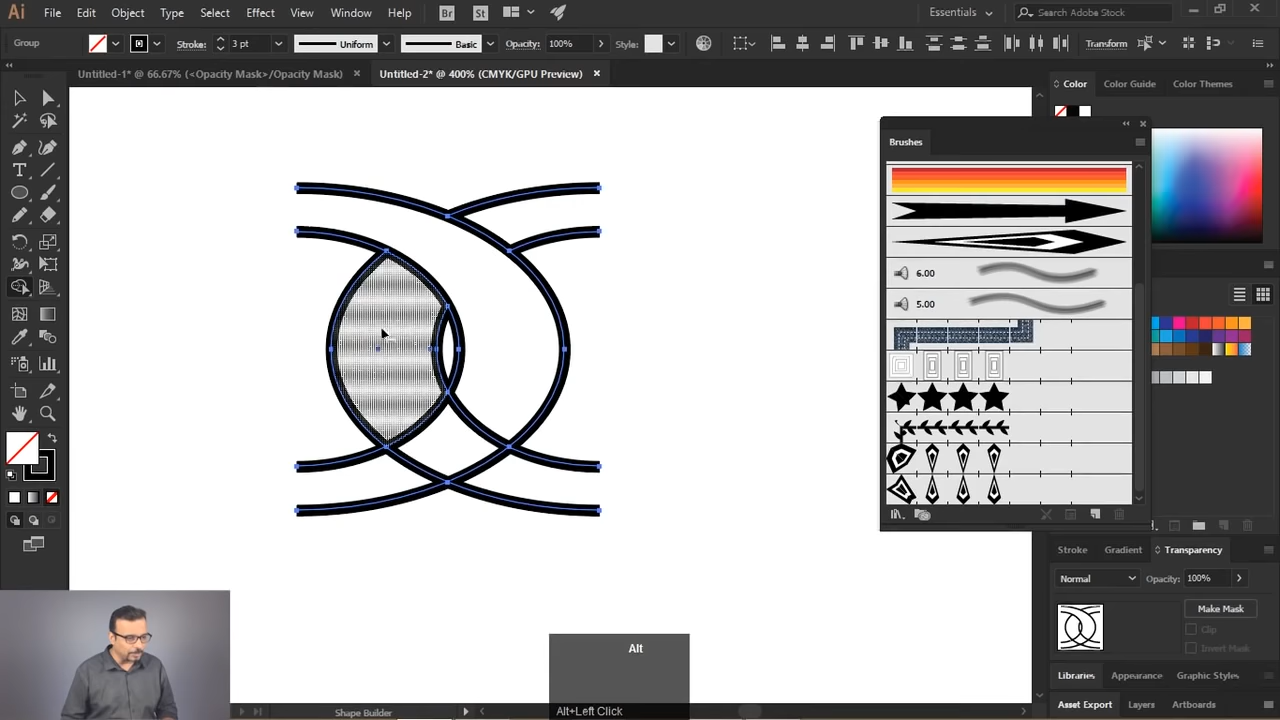 Ai File Edit Object Type Select Effect View Window Help Br St Essentials Search Adobe Stock
Group Stroke: 3 pt Uniform Basic Opacity: 100% Style: Transform
Untitled-1* @ 66.67% (<Opacity Mask>/Opacity Mask) × Untitled-2* @ 400% (CMYK/GPU Preview) ×
Color Color Guide Color Themes
Brushes
6.00
5.00
Stroke Gradient Transparency
Normal Opacity: 100%
Make Mask
Clip
Invert Mask
Alt
Alt+Left Click
Libraries Appearance Graphic Styles
Asset Export Layers Artboards
Shape Builder